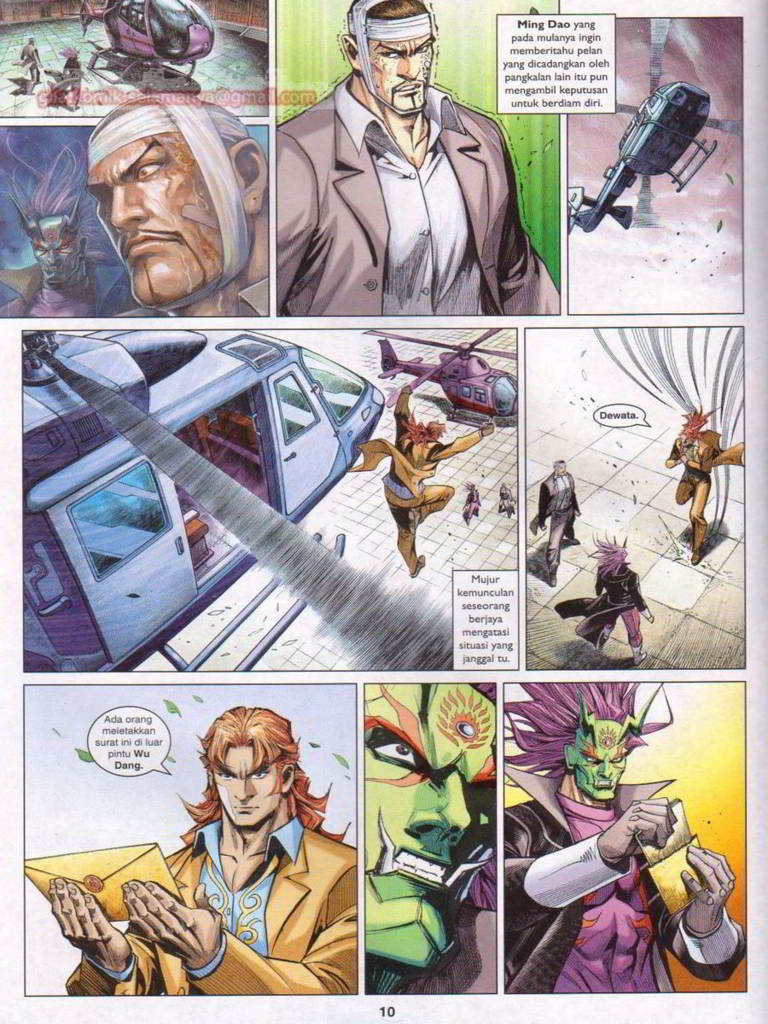 Ming Dao yang
pada mulanya ingin
memberitahu pelan
yang dicadangkan oleh
pangkalan lain itu pun
mengambil keputusan
untuk berdiam diri.
Mujur
kemunculan
seseorang
berjaya
mengatasi
situasi yang
janggal tu.
Dewata.
Ada orang
meletakkan
surat ini di luar
pintu Wu
Dang.
10